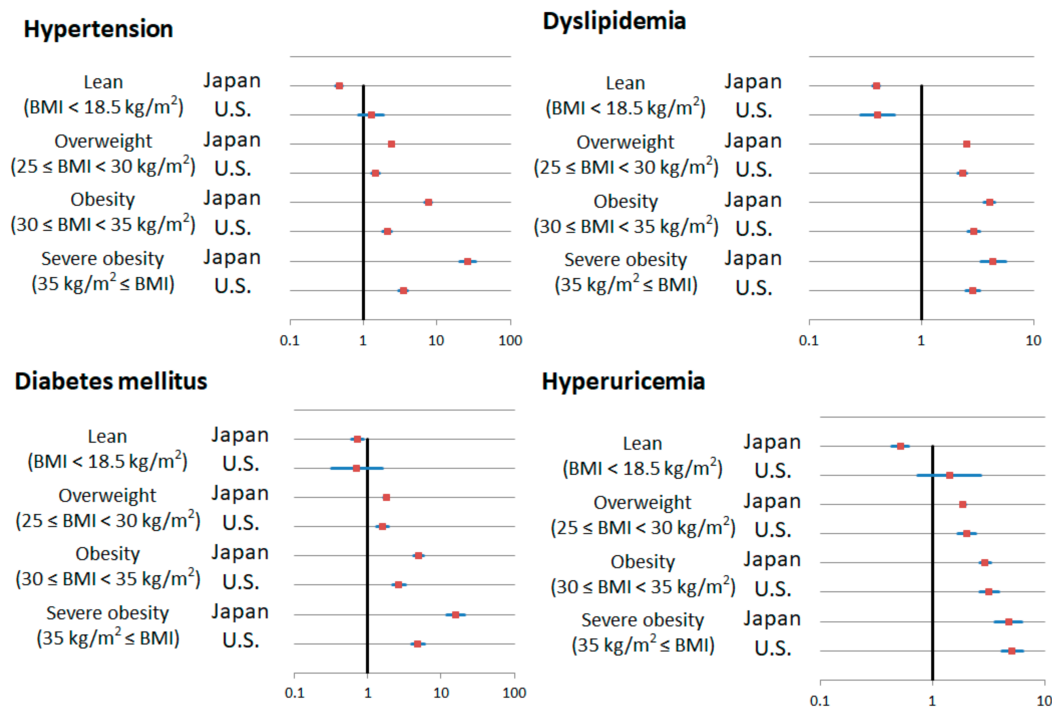 Hypertension
Lean
(BMI < 18.5 kg/m²)
Japan
U.S.
Overweight
(25 ≤ BMI < 30 kg/m²)
Japan
U.S.
Obesity
(30 ≤ BMI < 35 kg/m²)
Japan
U.S.
Severe obesity
(35 kg/m² ≤ BMI)
Japan
U.S.
0.1 1 10 100
Dyslipidemia
Lean
(BMI < 18.5 kg/m²)
Japan
U.S.
Overweight
(25 ≤ BMI < 30 kg/m²)
Japan
U.S.
Obesity
(30 ≤ BMI < 35 kg/m²)
Japan
U.S.
Severe obesity
(35 kg/m² ≤ BMI)
Japan
U.S.
0.1 1 10
Diabetes mellitus
Lean
(BMI < 18.5 kg/m²)
Japan
U.S.
Overweight
(25 ≤ BMI < 30 kg/m²)
Japan
U.S.
Obesity
(30 ≤ BMI < 35 kg/m²)
Japan
U.S.
Severe obesity
(35 kg/m² ≤ BMI)
Japan
U.S.
0.1 1 10 100
Hyperuricemia
Lean
(BMI < 18.5 kg/m²)
Japan
U.S.
Overweight
(25 ≤ BMI < 30 kg/m²)
Japan
U.S.
Obesity
(30 ≤ BMI < 35 kg/m²)
Japan
U.S.
Severe obesity
(35 kg/m² ≤ BMI)
Japan
U.S.
0.1 1 10